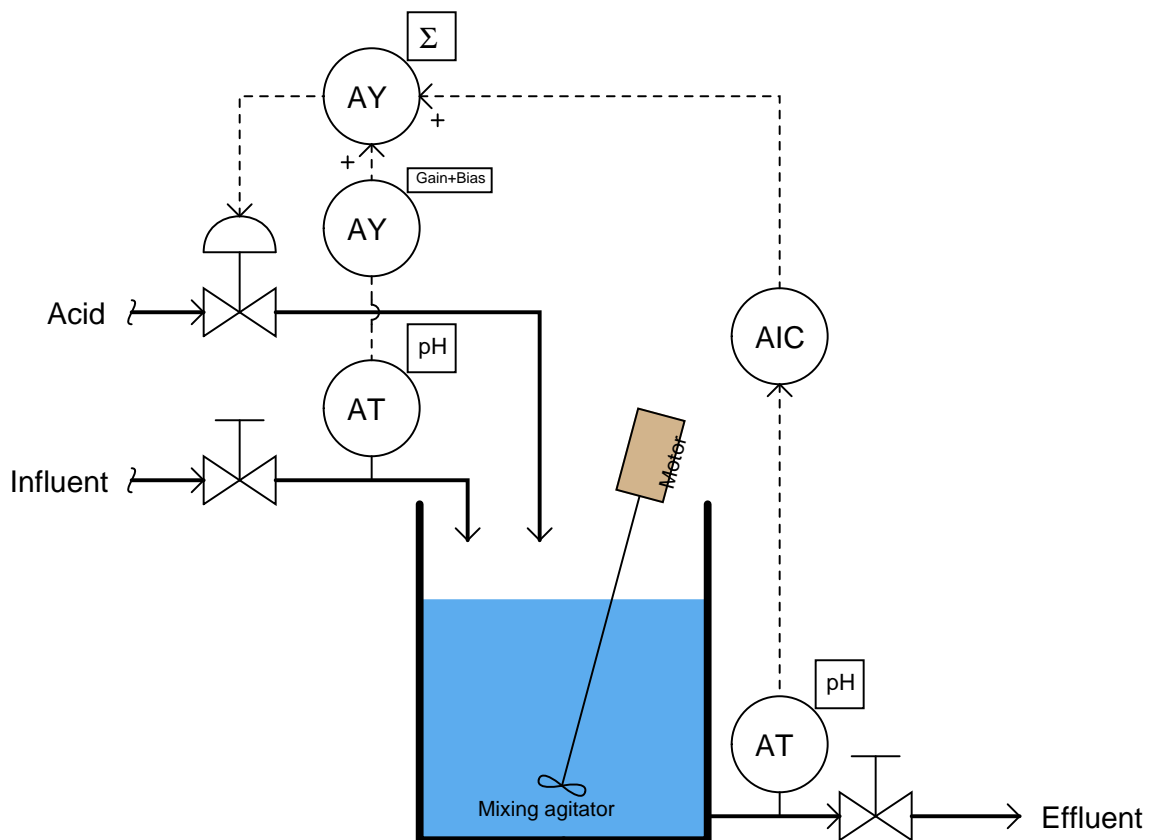 Σ
AY
+
+
Gain+Bias
AY
Acid
pH
AIC
AT
Motor
Influent
pH
AT
Mixing agitator
Effluent